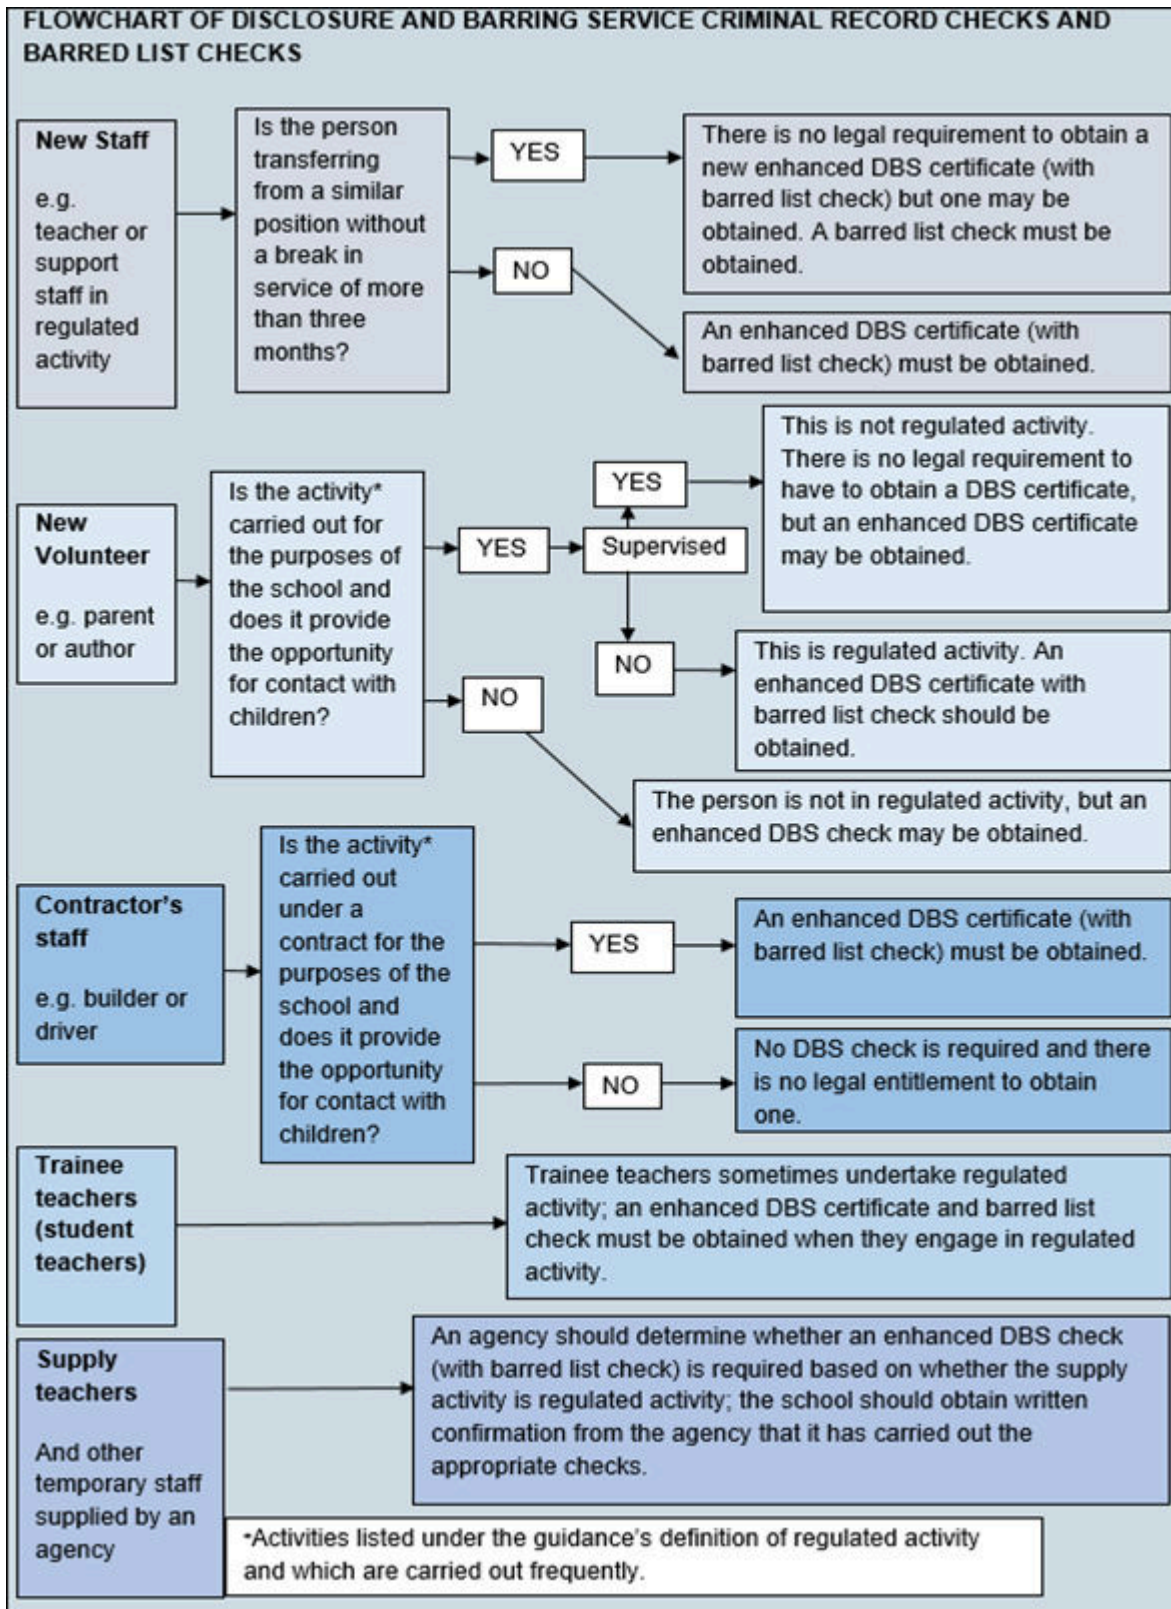 FLOWCHART OF DISCLOSURE AND BARRING SERVICE CRIMINAL RECORD CHECKS AND
BARRED LIST CHECKS
New Staff
e.g.
teacher or
support
staff in
regulated
activity
Is the person
transferring
from a similar
position without
a break in
service of more
than three
months?
YES
There is no legal requirement to obtain a
new enhanced DBS certificate (with
barred list check) but one may be
obtained. A barred list check must be
obtained.
NO
An enhanced DBS certificate (with
barred list check) must be obtained.
New
Volunteer
e.g. parent
or author
Is the activity*
carried out for
the purposes of
the school and
does it provide
the opportunity
for contact with
children?
YES
Supervised
YES
This is not regulated activity.
There is no legal requirement to
have to obtain a DBS certificate,
but an enhanced DBS certificate
may be obtained.
NO
This is regulated activity. An
enhanced DBS certificate with
barred list check should be
obtained.
NO
The person is not in regulated activity, but an
enhanced DBS check may be obtained.
Contractor's
staff
e.g. builder or
driver
Is the activity*
carried out
under a
contract for the
purposes of the
school and
does it provide
the opportunity
for contact with
children?
YES
An enhanced DBS certificate (with
barred list check) must be obtained.
NO
No DBS check is required and there
is no legal entitlement to obtain
one.
Trainee
teachers
(student
teachers)
Trainee teachers sometimes undertake regulated
activity; an enhanced DBS certificate and barred list
check must be obtained when they engage in regulated
activity.
Supply
teachers
And other
temporary staff
supplied by an
agency
An agency should determine whether an enhanced DBS check
(with barred list check) is required based on whether the supply
activity is regulated activity; the school should obtain written
confirmation from the agency that it has carried out the
appropriate checks.
*Activities listed under the guidance's definition of regulated activity
and which are carried out frequently.